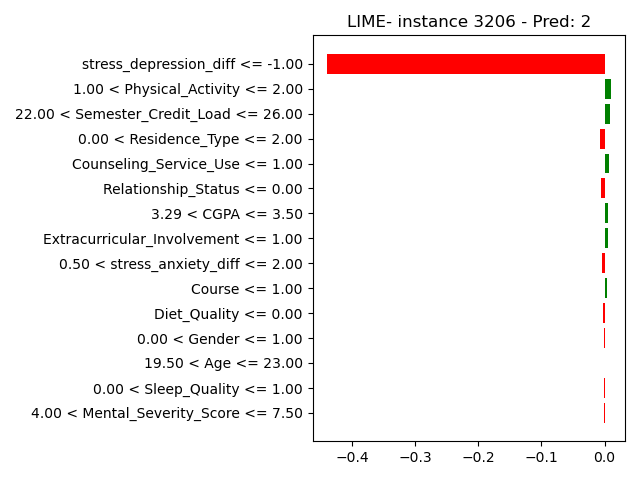 LIME- instance 3206 - Pred: 2
stress_depression_diff <= -1.00
1.00 < Physical_Activity <= 2.00
22.00 < Semester_Credit_Load <= 26.00
0.00 < Residence_Type <= 2.00
Counseling_Service_Use <= 1.00
Relationship_Status <= 0.00
3.29 < CGPA <= 3.50
Extracurricular_Involvement <= 1.00
0.50 < stress_anxiety_diff <= 2.00
Course <= 1.00
Diet_Quality <= 0.00
0.00 < Gender <= 1.00
19.50 < Age <= 23.00
0.00 < Sleep_Quality <= 1.00
4.00 < Mental_Severity_Score <= 7.50
−0.4 −0.3 −0.2 −0.1 0.0